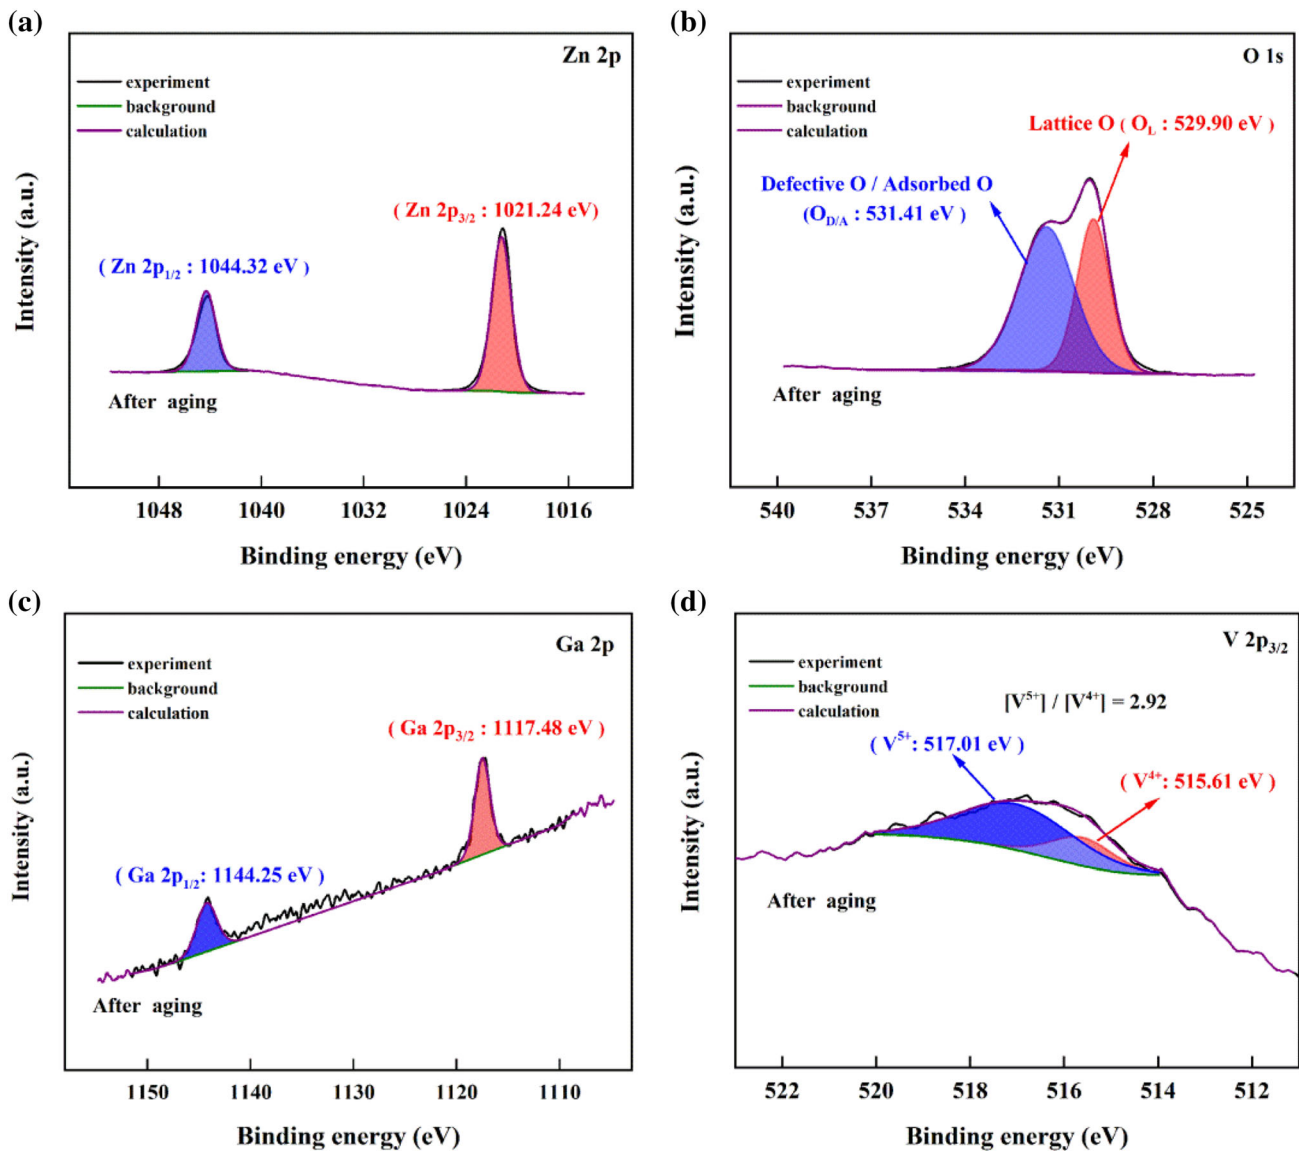 (a)
Zn 2p
experiment
background
calculation
( Zn 2p3/2 : 1021.24 eV)
( Zn 2p1/2 : 1044.32 eV )
After aging
Intensity (a.u.)
1048 1040 1032 1024 1016
Binding energy (eV)
(b)
O 1s
experiment
background
calculation
Lattice O ( OL : 529.90 eV )
Defective O / Adsorbed O
(OD/A : 531.41 eV )
After aging
Intensity (a.u.)
540 537 534 531 528 525
Binding energy (eV)
(c)
Ga 2p
experiment
background
calculation
( Ga 2p3/2 : 1117.48 eV )
( Ga 2p1/2: 1144.25 eV )
After aging
Intensity (a.u.)
1150 1140 1130 1120 1110
Binding energy (eV)
(d)
V 2p3/2
experiment
background
calculation
[V5+] / [V4+] = 2.92
( V5+: 517.01 eV )
( V4+: 515.61 eV )
After aging
Intensity (a.u.)
522 520 518 516 514 512
Binding energy (eV)